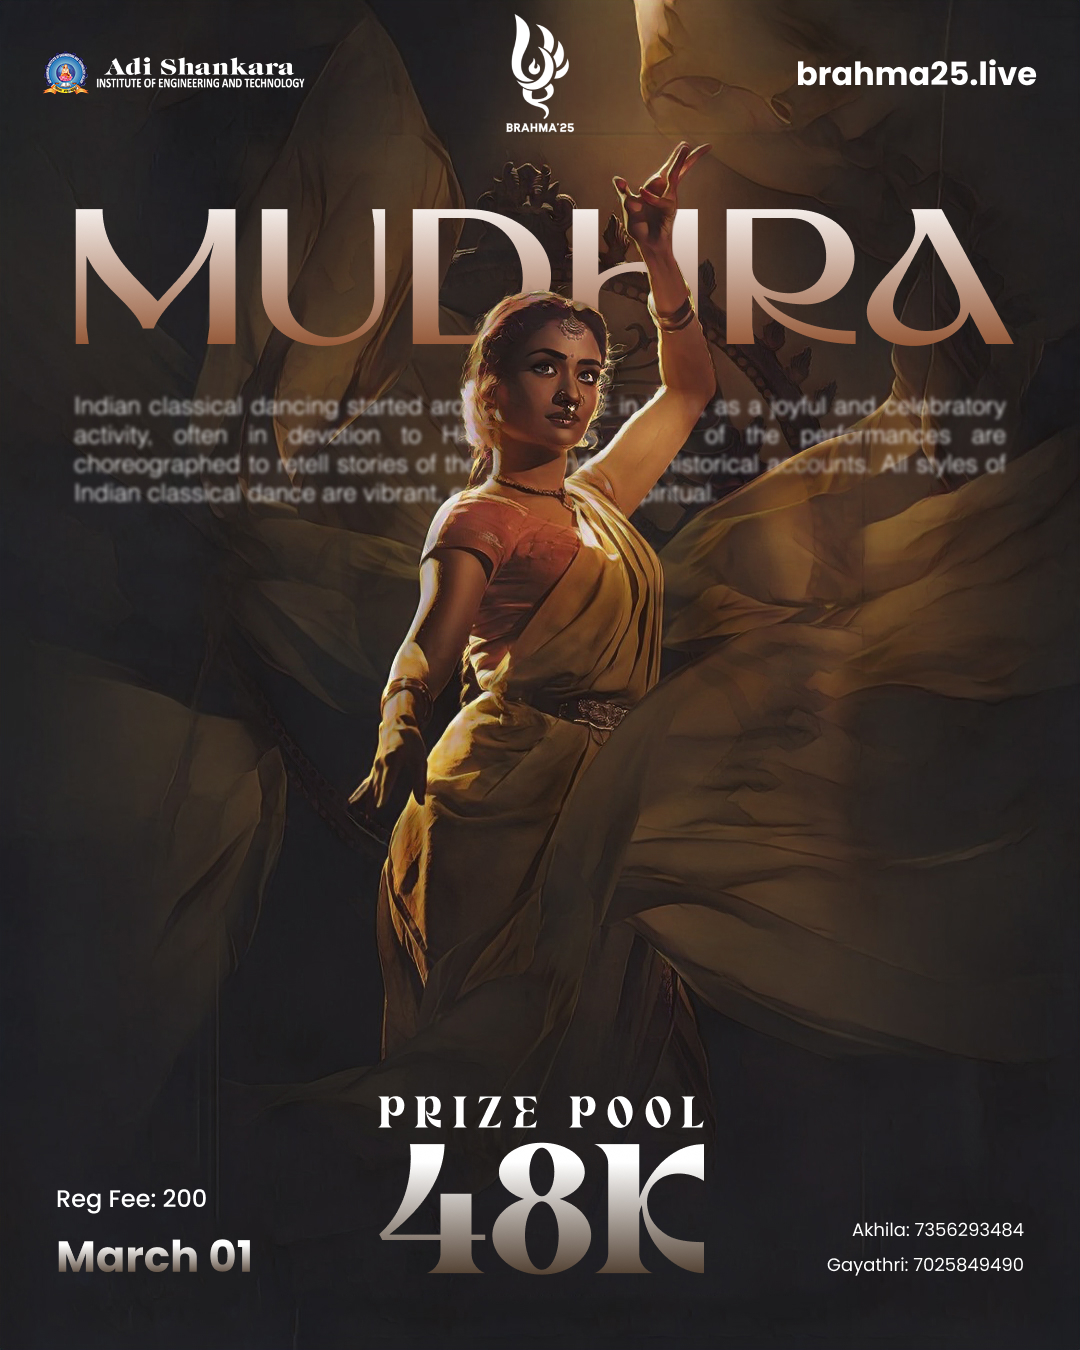 Adi Shankara
INSTITUTE OF ENGINEERING AND TECHNOLOGY
BRAHMA'25
brahma25.live
MUDHRA
Indian classical dancing started in as a joyful and celebratory
activity, often in devotion to of the performances are
choreographed to retell stories of historical accounts. All styles of
Indian classical dance are vibrant, spiritual.
PRIZE POOL
48K
Reg Fee: 200
March 01
Akhila: 7356293484
Gayathri: 7025849490